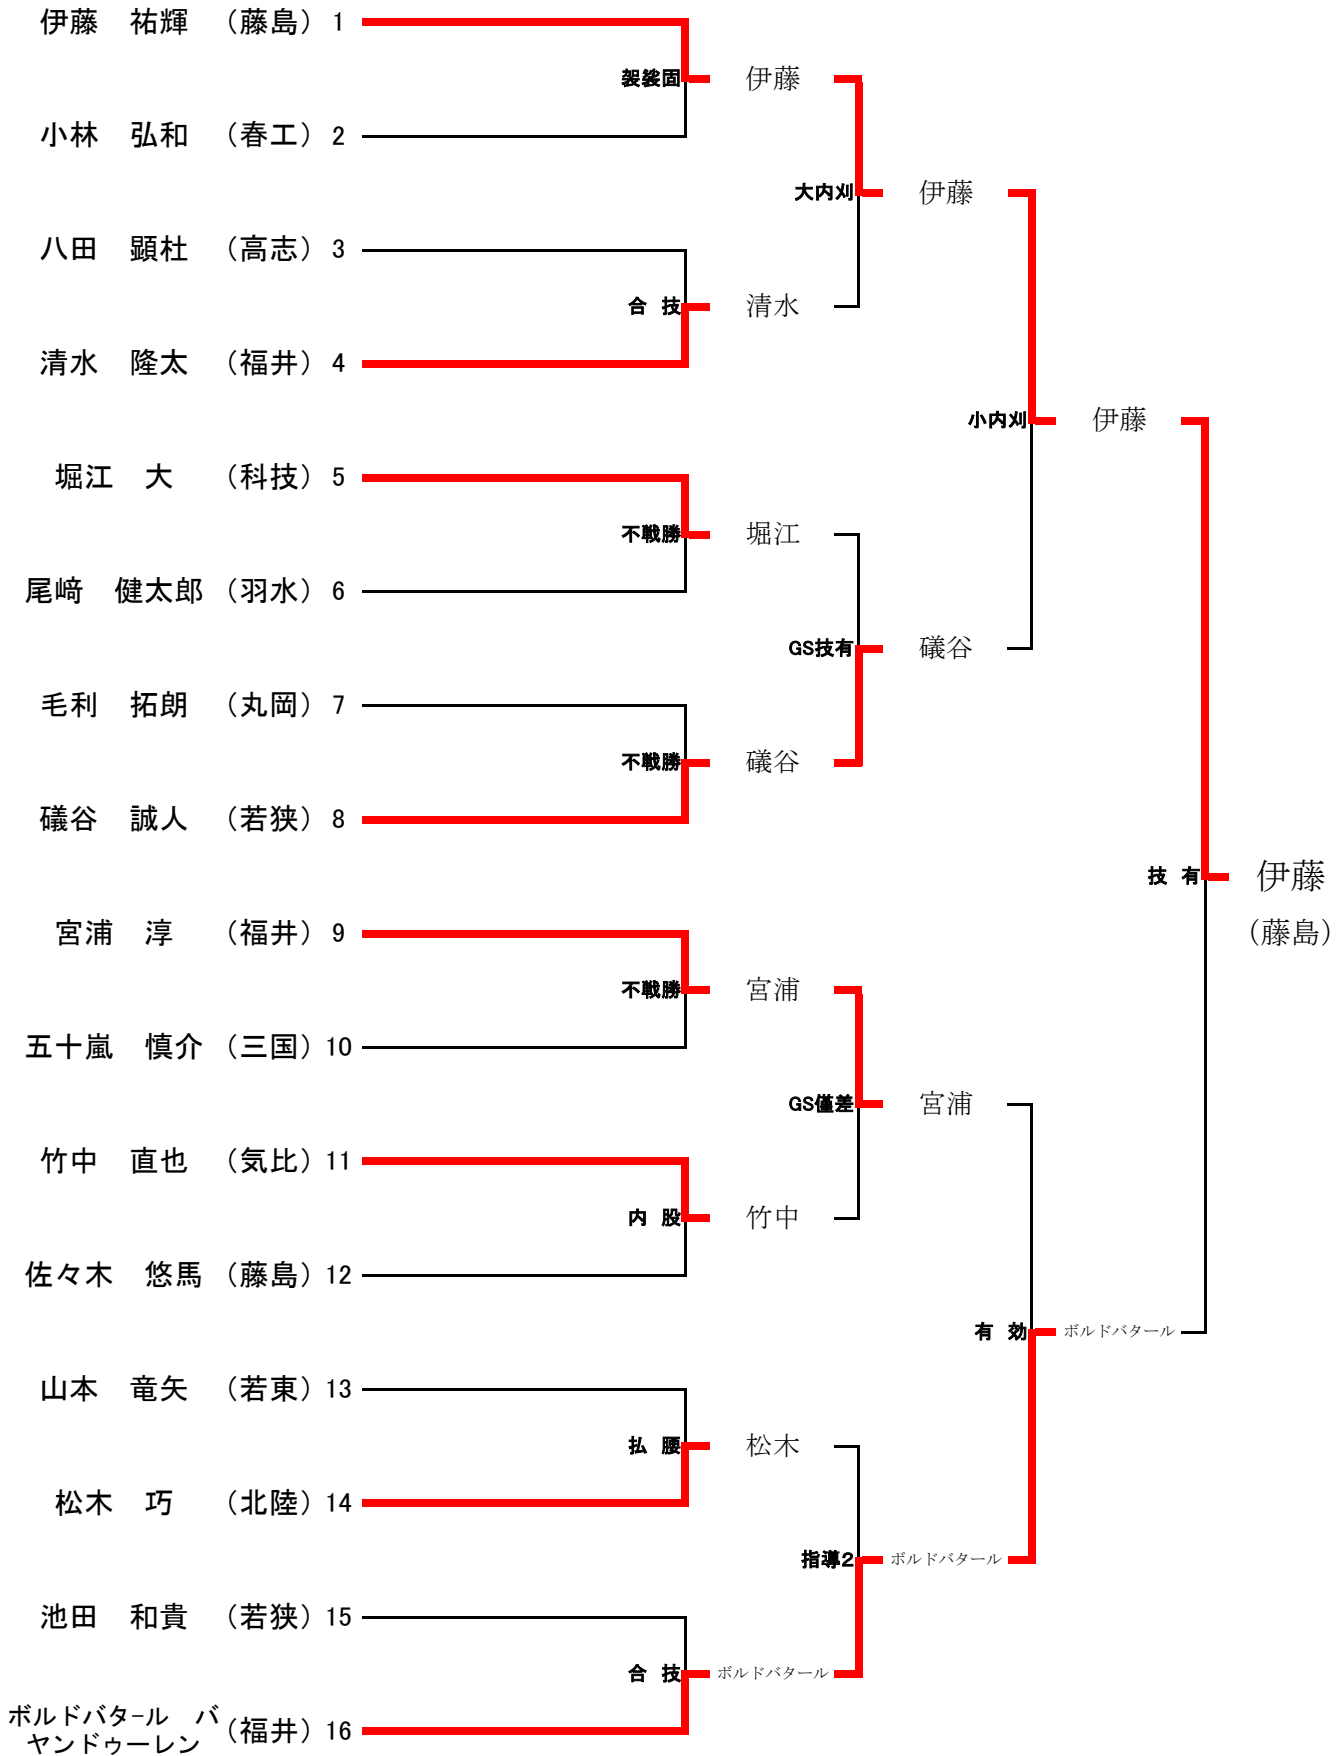 伊藤　祐輝 （藤島） 1
袈裟固 伊藤
小林　弘和 （春工） 2
大内刈 伊藤
八田　顕杜 （高志） 3
合 技 清水
清水　隆太 （福井） 4
小内刈 伊藤
堀江　大 （科技） 5
不戦勝 堀江
尾﨑　健太郎 （羽水） 6
GS技有 礒谷
毛利　拓朗 （丸岡） 7
不戦勝 礒谷
礒谷　誠人 （若狭） 8
技 有 伊藤
（藤島）
宮浦　淳 （福井） 9
不戦勝 宮浦
五十嵐　慎介 （三国） 10
GS僅差 宮浦
竹中　直也 （気比） 11
内 股 竹中
佐々木　悠馬 （藤島） 12
有 効 ボルドバタール
山本　竜矢 （若東） 13
払 腰 松木
松木　巧 （北陸） 14
指導2 ボルドバタール
池田　和貴 （若狭） 15
合 技 ボルドバタール
ボルドバタール　バ
ヤンドゥーレン （福井） 16